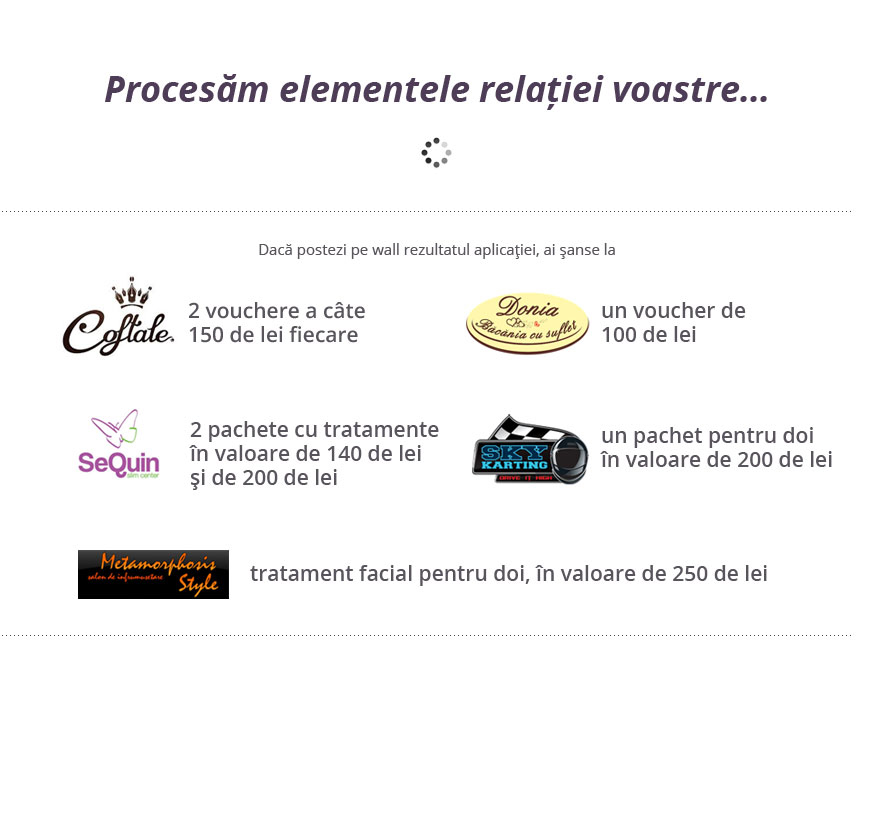 Procesăm elementele relației voastre...
Dacă postezi pe wall rezultatul aplicaţiei, ai şanse la
Coftale
2 vouchere a câte
150 de lei fiecare
Donia
Băcănia cu suflet
un voucher de
100 de lei
SeQuin
slim center
2 pachete cu tratamente
în valoare de 140 de lei
şi de 200 de lei
SKY
KARTING
DRIVE IT HIGH
un pachet pentru doi
în valoare de 200 de lei
Metamorphosis
salon de infrumusetare
Style
tratament facial pentru doi, în valoare de 250 de lei